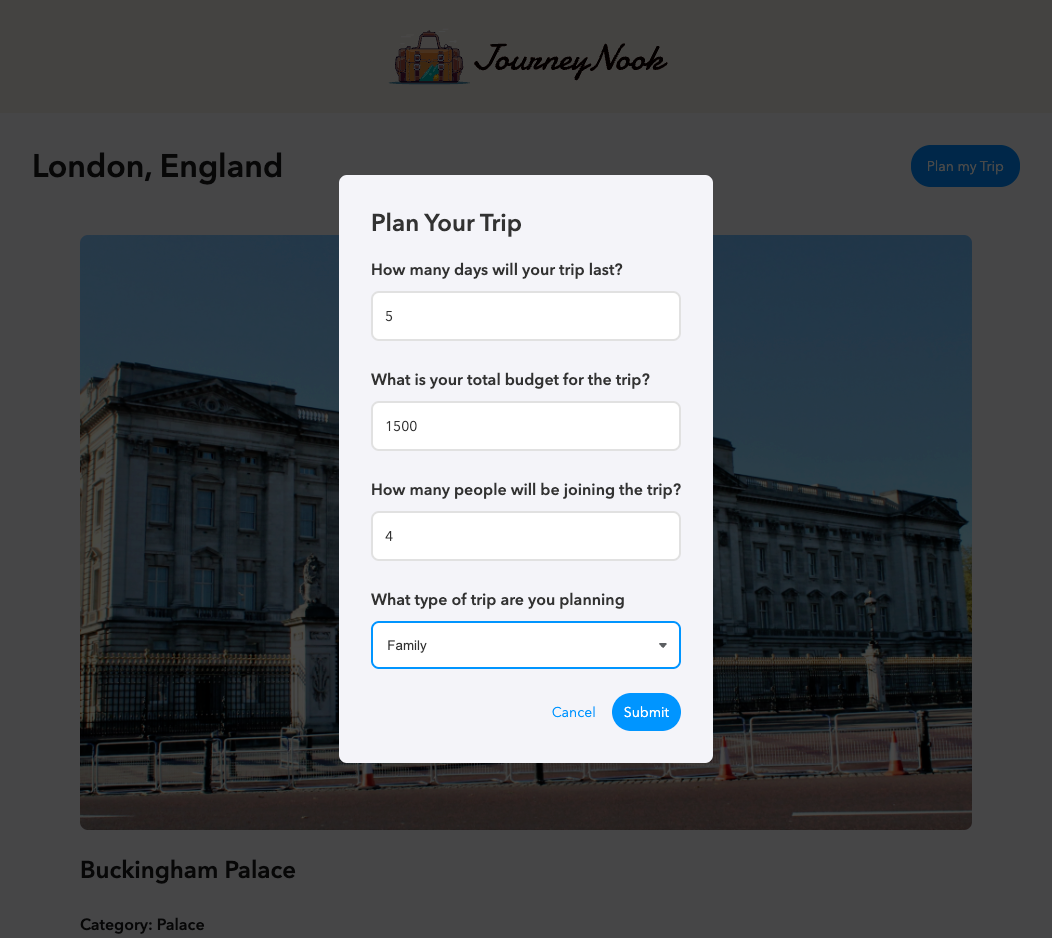 JourneyNook
London, England
Plan my Trip
Plan Your Trip
How many days will your trip last?
5
What is your total budget for the trip?
1500
How many people will be joining the trip?
4
What type of trip are you planning
Family
Cancel
Submit
Buckingham Palace
Category: Palace